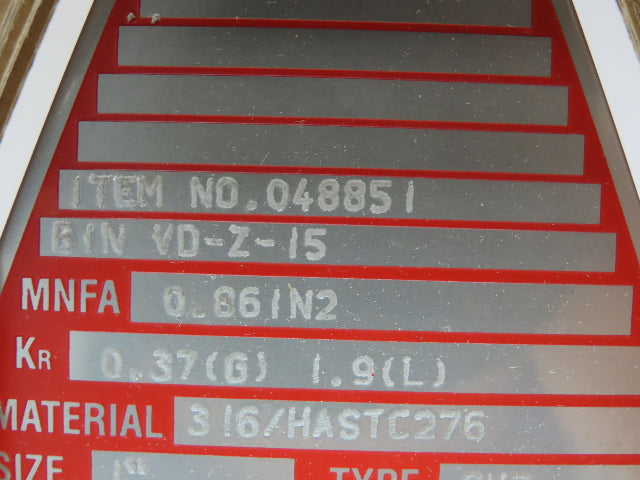 ITEM NO.048851
BIN VD-Z-15
MNFA 0.86IN2
KR 0.37(G) 1.9(L)
MATERIAL 316/HASTC276
SIZE 1" TYPE